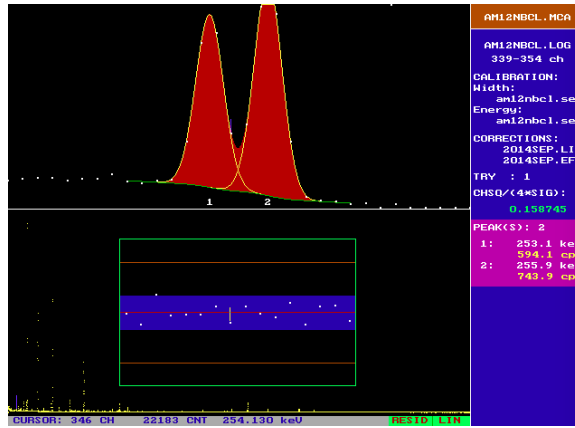 AM12NBCL.MCA
AM12NBCL.LOG
339-354 ch
CALIBRATION:
Width:
am12nbcl.se
Energy:
am12nbcl.se
CORRECTIONS:
2014SEP.LI
2014SEP.EF
TRY : 1
CHSQ/(4*SIG):
0.158745
PEAK(S): 2
1: 253.1 ke
594.1 cp
2: 255.9 ke
743.9 cp
1 2
CURSOR: 346 CH 22183 CNT 254.130 keV RESID LIN